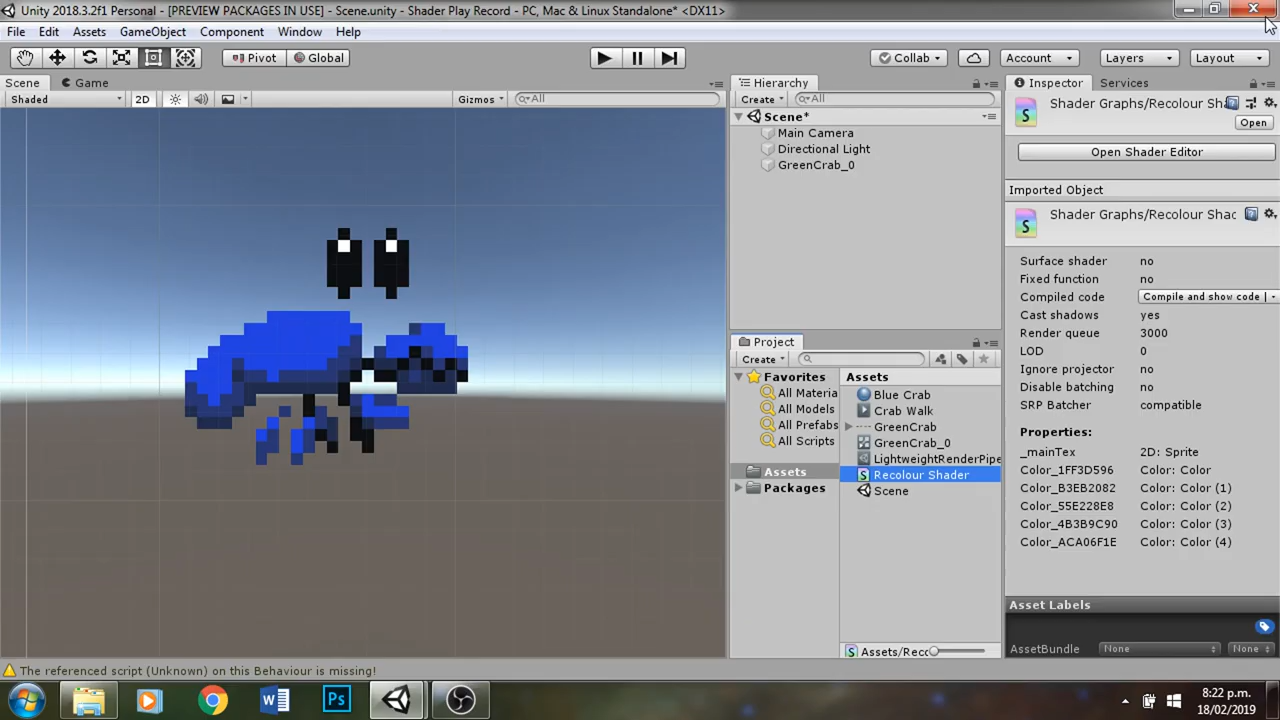 Unity 2018.3.2f1 Personal - [PREVIEW PACKAGES IN USE] - Scene.unity - Shader Play Record - PC, Mac & Linux Standalone* <DX11>
File Edit Assets GameObject Component Window Help
Pivot Global Collab Account Layers Layout
Scene Game
Shaded 2D Gizmos All
Hierarchy
Create All
Scene*
Main Camera
Directional Light
GreenCrab_0
Project
Create
Favorites
All Materia
All Models
All Prefabs
All Scripts
Assets
Packages
Assets
Blue Crab
Crab Walk
GreenCrab
GreenCrab_0
LightweightRenderPipe
Recolour Shader
Scene
Assets/Reco
Inspector Services
Shader Graphs/Recolour Sha
Open
Open Shader Editor
Imported Object
Shader Graphs/Recolour Shac
Surface shader no
Fixed function no
Compiled code Compile and show code
Cast shadows yes
Render queue 3000
LOD 0
Ignore projector no
Disable batching no
SRP Batcher compatible
Properties:
_mainTex 2D: Sprite
Color_1FF3D596 Color: Color
Color_B3EB2082 Color: Color (1)
Color_55E228E8 Color: Color (2)
Color_4B3B9C90 Color: Color (3)
Color_ACA06F1E Color: Color (4)
Asset Labels
AssetBundle None None
The referenced script (Unknown) on this Behaviour is missing!
8:22 p.m.
18/02/2019